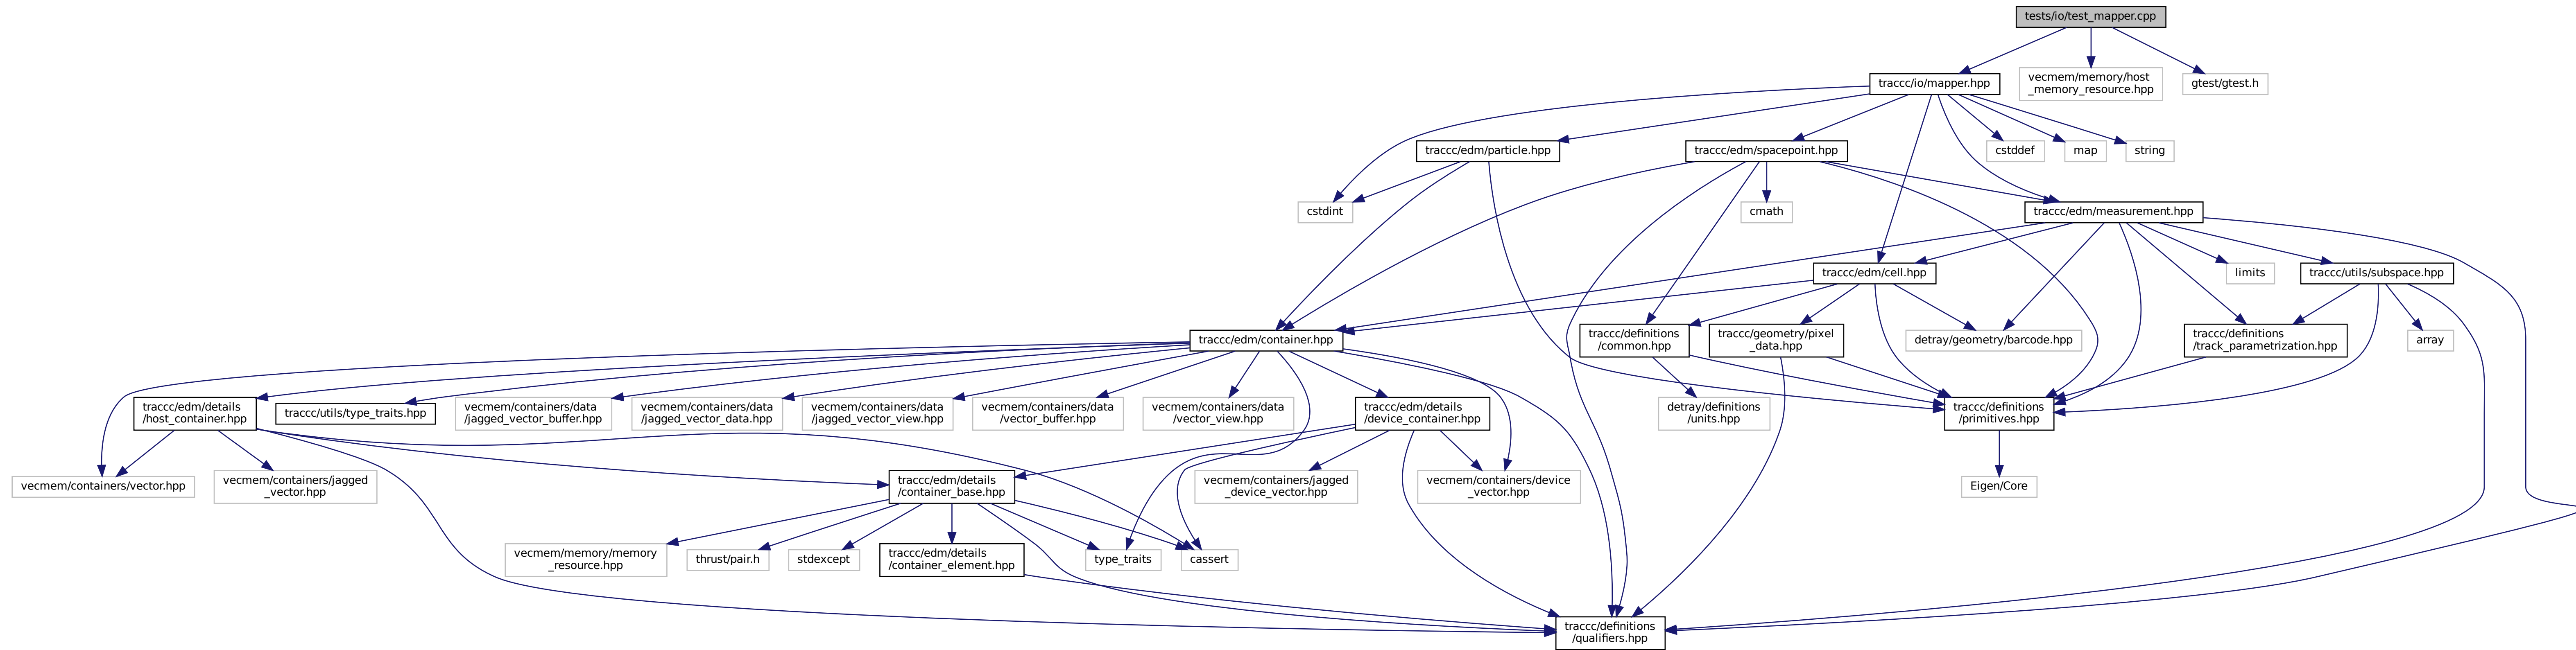 tests/io/test_mapper.cpp
traccc/io/mapper.hpp
vecmem/memory/host
_memory_resource.hpp
gtest/gtest.h
traccc/edm/particle.hpp
traccc/edm/spacepoint.hpp
cstddef
map
string
cstdint
cmath
traccc/edm/measurement.hpp
traccc/edm/cell.hpp
limits
traccc/utils/subspace.hpp
traccc/edm/container.hpp
traccc/definitions
/common.hpp
traccc/geometry/pixel
_data.hpp
detray/geometry/barcode.hpp
traccc/definitions
/track_parametrization.hpp
array
traccc/edm/details
/host_container.hpp
traccc/utils/type_traits.hpp
vecmem/containers/data
/jagged_vector_buffer.hpp
vecmem/containers/data
/jagged_vector_data.hpp
vecmem/containers/data
/jagged_vector_view.hpp
vecmem/containers/data
/vector_buffer.hpp
vecmem/containers/data
/vector_view.hpp
traccc/edm/details
/device_container.hpp
detray/definitions
/units.hpp
traccc/definitions
/primitives.hpp
vecmem/containers/vector.hpp
vecmem/containers/jagged
_vector.hpp
traccc/edm/details
/container_base.hpp
vecmem/containers/jagged
_device_vector.hpp
vecmem/containers/device
_vector.hpp
Eigen/Core
vecmem/memory/memory
_resource.hpp
thrust/pair.h
stdexcept
traccc/edm/details
/container_element.hpp
type_traits
cassert
traccc/definitions
/qualifiers.hpp